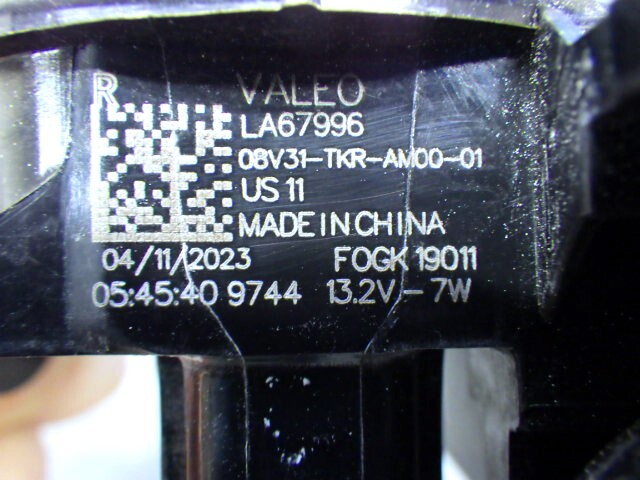 R VALEO
LA67996
08V31-TKR-AM00-01
US 11
MADE IN CHINA
04/11/2023 FOGK 19011
05:45:40 9744 13.2V - 7W